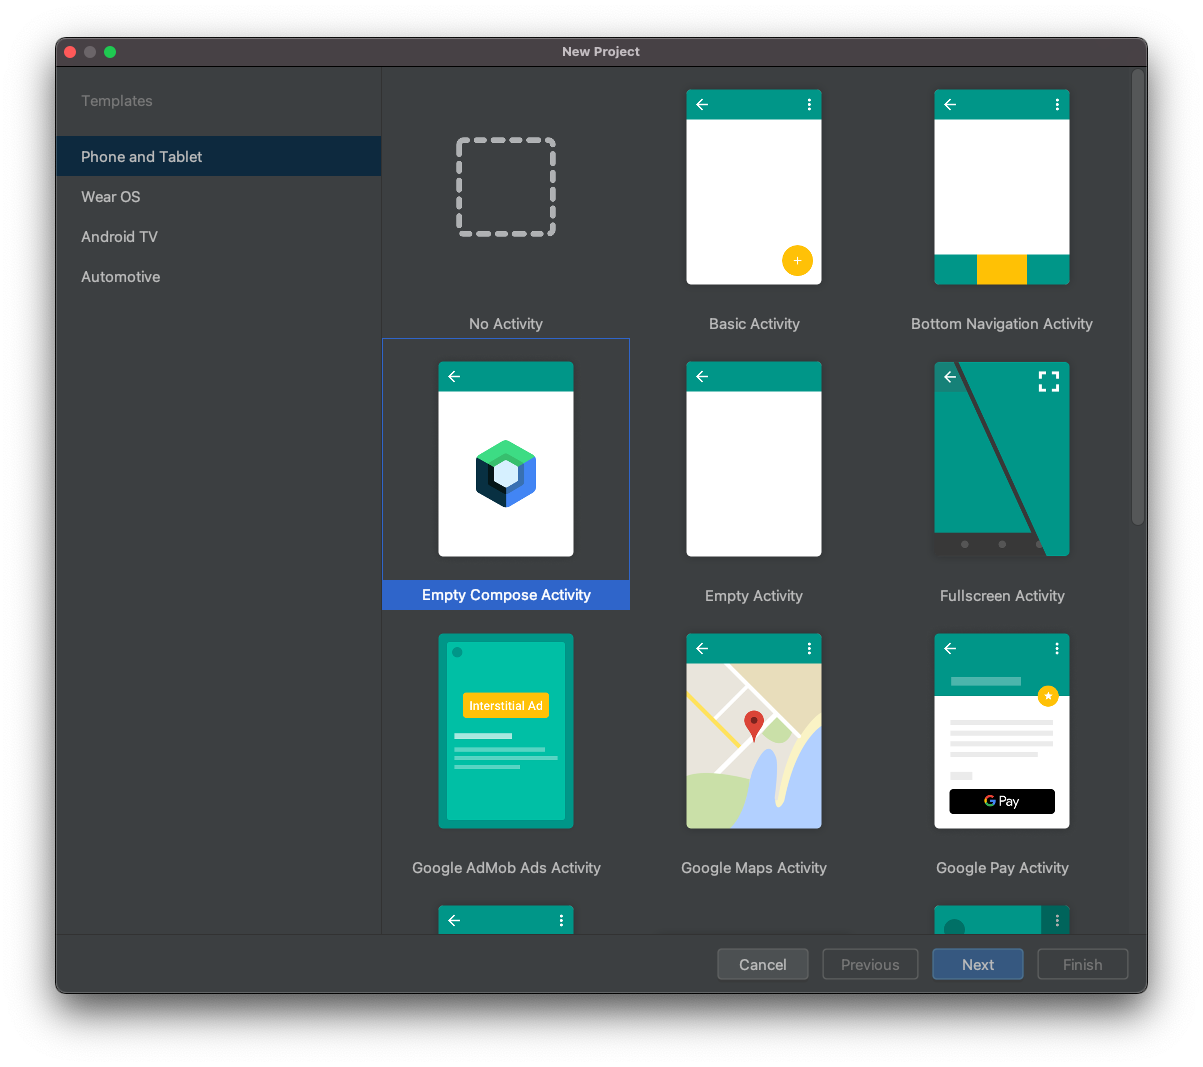 New Project
Templates
Phone and Tablet
Wear OS
Android TV
Automotive
No Activity
Basic Activity
Bottom Navigation Activity
Empty Compose Activity
Empty Activity
Fullscreen Activity
Interstitial Ad
G Pay
Google AdMob Ads Activity
Google Maps Activity
Google Pay Activity
Cancel
Previous
Next
Finish